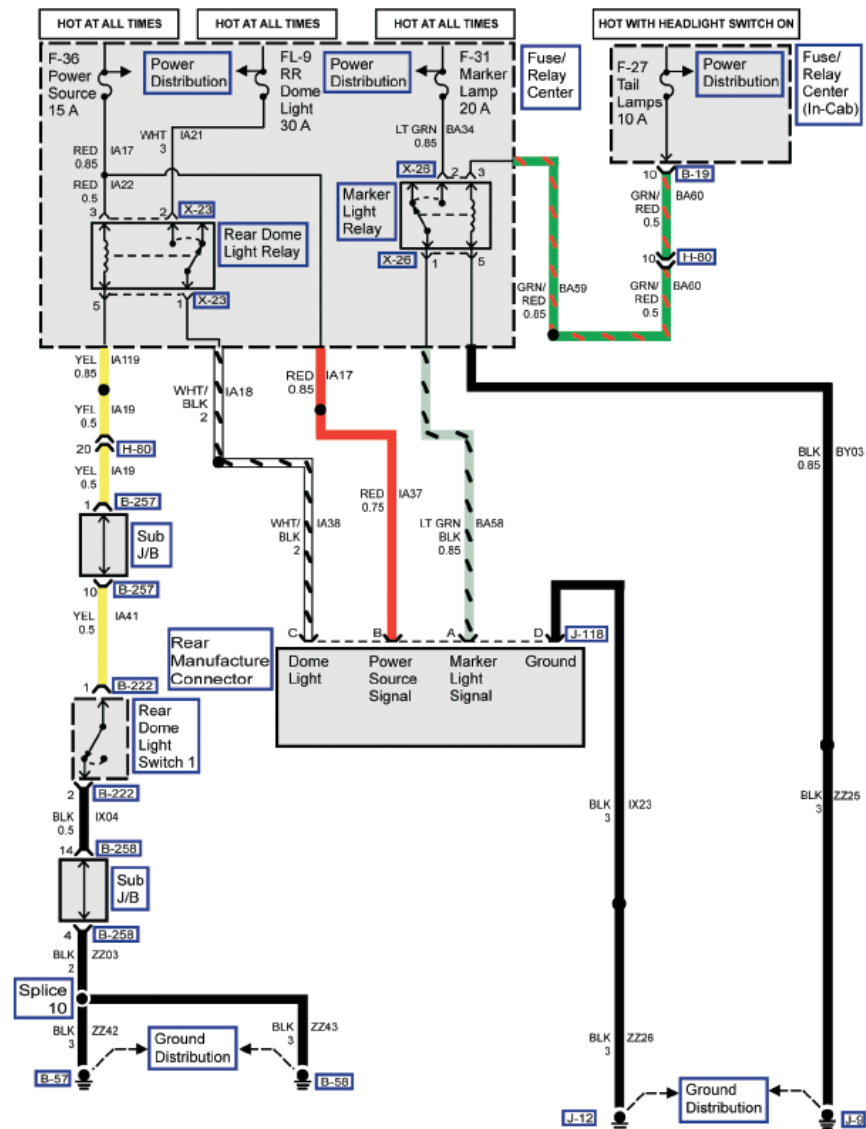 HOT AT ALL TIMES
HOT AT ALL TIMES
HOT AT ALL TIMES
HOT WITH HEADLIGHT SWITCH ON
F-36
Power
Source
15 A
Power
Distribution
FL-9
RR
Dome
Light
30 A
Power
Distribution
F-31
Marker
Lamp
20 A
Fuse/
Relay
Center
F-27
Tail
Lamps
10 A
Power
Distribution
Fuse/
Relay
Center
(In-Cab)
WHT
3
IA21
LT GRN
0.85
BA34
RED
0.85
IA17
RED
0.5
IA22
X-26
2
3
10
B-19
GRN/
RED
0.5
BA60
3
2
X-23
Rear Dome
Light Relay
Marker
Light
Relay
X-26
1
5
10
H-80
GRN/
RED
0.85
BA59
GRN/
RED
0.5
BA60
5
1
X-23
YEL
0.85
IA119
WHT/
BLK
2
IA18
RED
0.85
IA17
YEL
0.5
IA19
20
H-80
YEL
0.5
IA19
BLK
0.85
BY03
1
B-257
Sub
J/B
WHT/
BLK
2
IA38
RED
0.75
IA37
LT GRN
BLK
0.85
BA58
10
B-257
YEL
0.5
IA41
Rear
Manufacture
Connector
C
B
A
D
J-118
Dome
Light
Power
Source
Signal
Marker
Light
Signal
Ground
1
B-222
Rear
Dome
Light
Switch 1
2
B-222
BLK
0.5
IX04
BLK
3
IX23
BLK
3
ZZ25
14
B-258
Sub
J/B
4
B-258
BLK
2
ZZ03
Splice
10
BLK
3
ZZ42
Ground
Distribution
BLK
3
ZZ43
BLK
3
ZZ26
B-57
B-58
Ground
Distribution
J-12
J-9